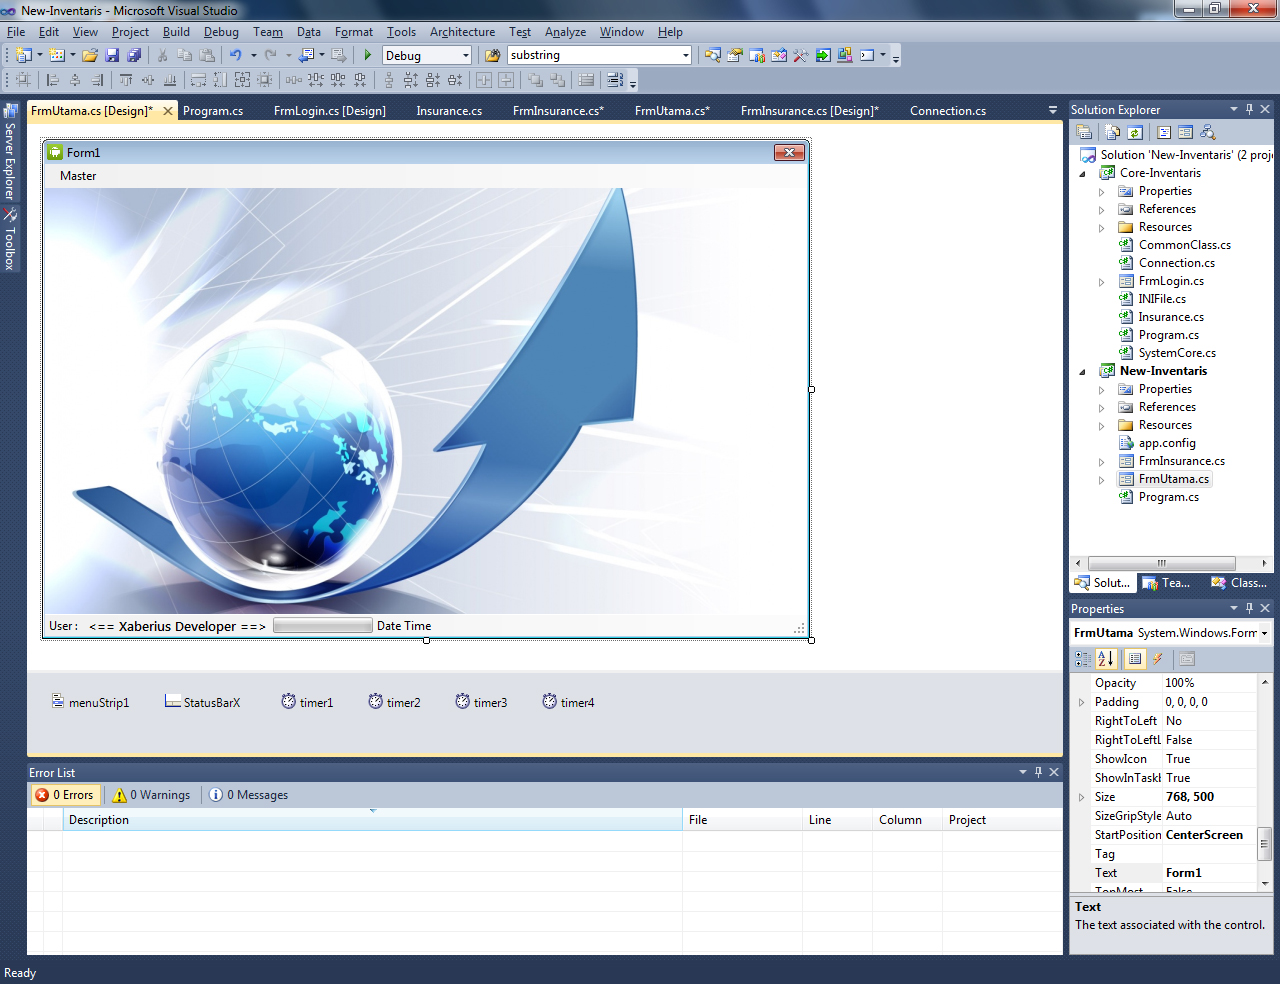 New-Inventaris - Microsoft Visual Studio
File Edit View Project Build Debug Team Data Format Tools Architecture Test Analyze Window Help
Debug substring
FrmUtama.cs [Design]* Program.cs FrmLogin.cs [Design] Insurance.cs FrmInsurance.cs* FrmUtama.cs* FrmInsurance.cs [Design]* Connection.cs
Server Explorer
Toolbox
Form1
Master
User : <== Xaberius Developer ==> Date Time
menuStrip1 StatusBarX timer1 timer2 timer3 timer4
Error List
0 Errors 0 Warnings 0 Messages
Description File Line Column Project
Solution Explorer
Solution 'New-Inventaris' (2 proj
Core-Inventaris
Properties
References
Resources
CommonClass.cs
Connection.cs
FrmLogin.cs
INIFile.cs
Insurance.cs
Program.cs
SystemCore.cs
New-Inventaris
Properties
References
Resources
app.config
FrmInsurance.cs
FrmUtama.cs
Program.cs
Solut... Tea... Class...
Properties
FrmUtama System.Windows.Form
Opacity 100%
Padding 0, 0, 0, 0
RightToLeft No
RightToLeftL False
ShowIcon True
ShowInTaskl True
Size 768, 500
SizeGripStyle Auto
StartPosition CenterScreen
Tag
Text Form1
TopMost False
Text
The text associated with the control.
Ready